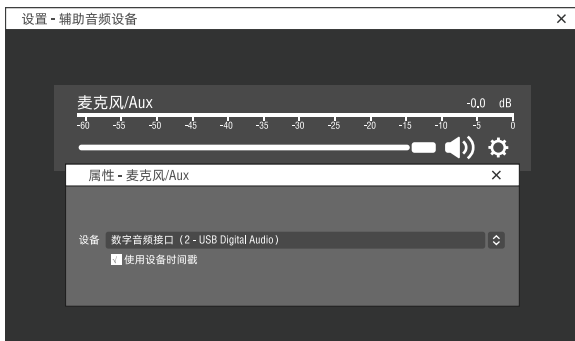 设置 - 辅助音频设备
麦克风/Aux -0.0 dB
-60 -55 -50 -45 -40 -35 -30 -25 -20 -15 -10 -5 0
属性 - 麦克风/Aux
设备 数字音频接口（2 - USB Digital Audio）
√ 使用设备时间戳